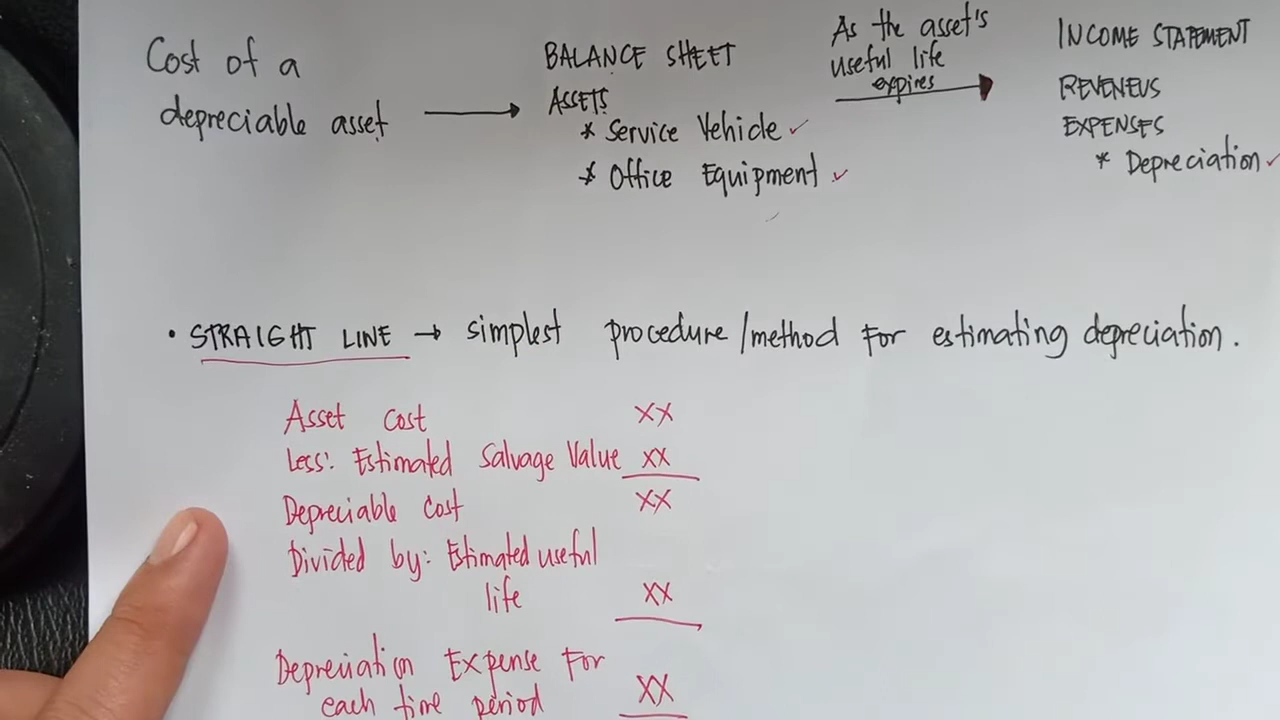 Cost of a
depreciable asset
BALANCE SHEET
ASSETS
* Service Vehicle ✓
* Office Equipment ✓
As the asset's
useful life
expires
INCOME STATEMENT
REVENEUS
EXPENSES
* Depreciation ✓
• STRAIGHT LINE → simplest procedure/method for estimating depreciation.
Asset cost XX
Less: Estimated Salvage Value XX
Depreciable cost XX
Divided by: Estimated useful
life XX
Depreciation Expense for
each time period XX